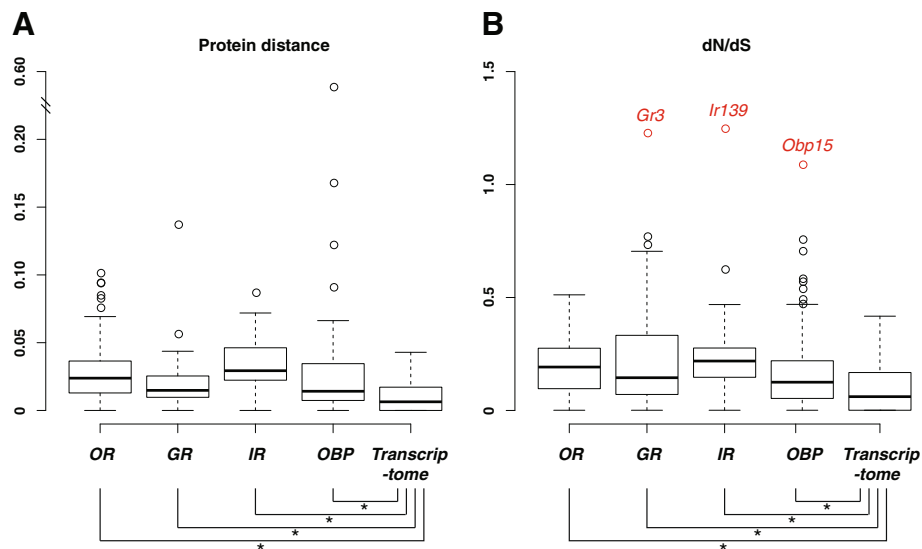 A
Protein distance
0.60
0.20
0.15
0.10
0.05
0
OR GR IR OBP Transcrip
-tome
*
*
*
*
B
dN/dS
1.5
1.0
0.5
0
Gr3
Ir139
Obp15
OR GR IR OBP Transcrip
-tome
*
*
*
*